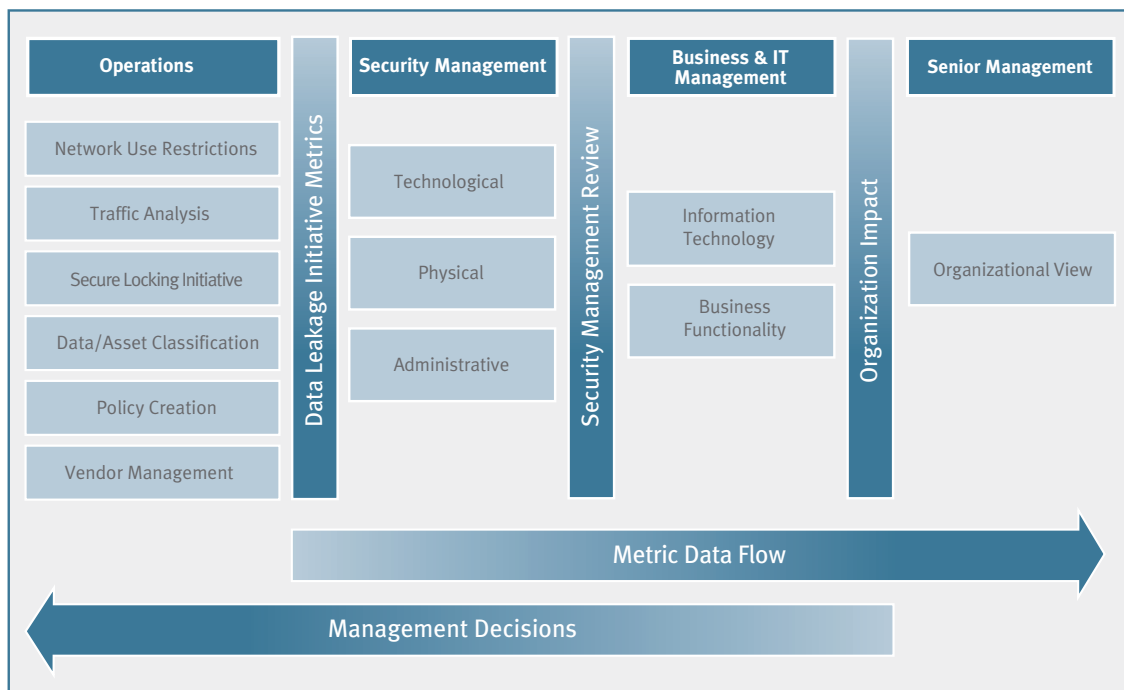 Operations
Network Use Restrictions
Traffic Analysis
Secure Locking Initiative
Data/Asset Classification
Policy Creation
Vendor Management
Data Leakage Initiative Metrics
Security Management
Technological
Physical
Administrative
Security Management Review
Business & IT
Management
Information
Technology
Business
Functionality
Organization Impact
Senior Management
Organizational View
Metric Data Flow
Management Decisions